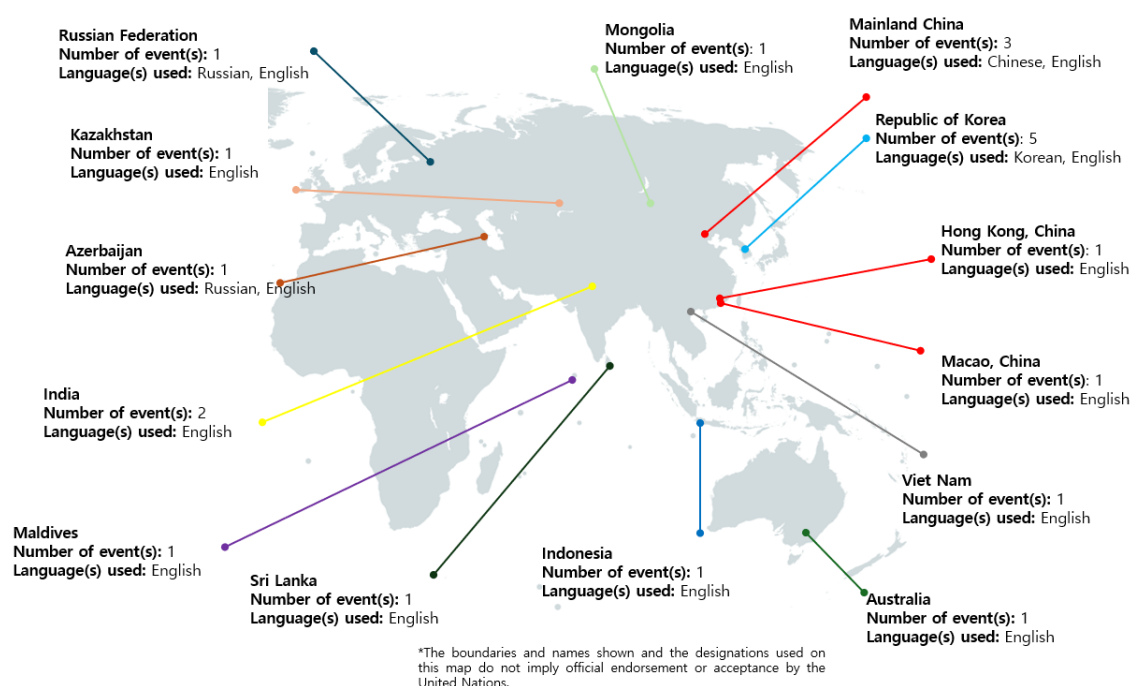 Russian Federation
Number of event(s): 1
Language(s) used: Russian, English
Mongolia
Number of event(s): 1
Language(s) used: English
Mainland China
Number of event(s): 3
Language(s) used: Chinese, English
Kazakhstan
Number of event(s): 1
Language(s) used: English
Republic of Korea
Number of event(s): 5
Language(s) used: Korean, English
Azerbaijan
Number of event(s): 1
Language(s) used: Russian, English
Hong Kong, China
Number of event(s): 1
Language(s) used: English
India
Number of event(s): 2
Language(s) used: English
Macao, China
Number of event(s): 1
Language(s) used: English
Viet Nam
Number of event(s): 1
Language(s) used: English
Maldives
Number of event(s): 1
Language(s) used: English
Sri Lanka
Number of event(s): 1
Language(s) used: English
Indonesia
Number of event(s): 1
Language(s) used: English
Australia
Number of event(s): 1
Language(s) used: English
*The boundaries and names shown and the designations used on
this map do not imply official endorsement or acceptance by the
United Nations.